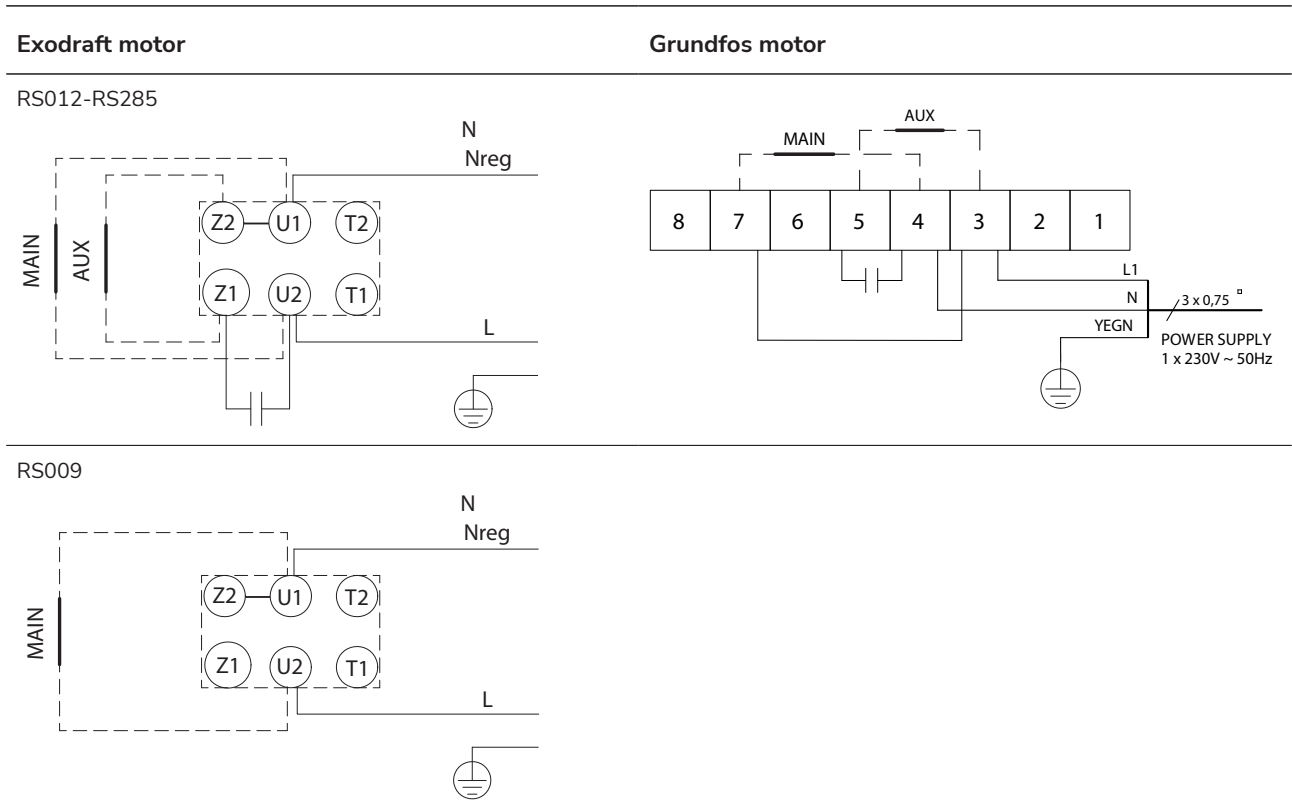 Exodraft motor
Grundfos motor
RS012-RS285
N
Nreg
MAIN
AUX
Z2
U1
T2
Z1
U2
T1
L
MAIN
AUX
8
7
6
5
4
3
2
1
L1
N
YEGN
3 x 0,75 ▫
POWER SUPPLY
1 x 230V ~ 50Hz
RS009
N
Nreg
MAIN
Z2
U1
T2
Z1
U2
T1
L